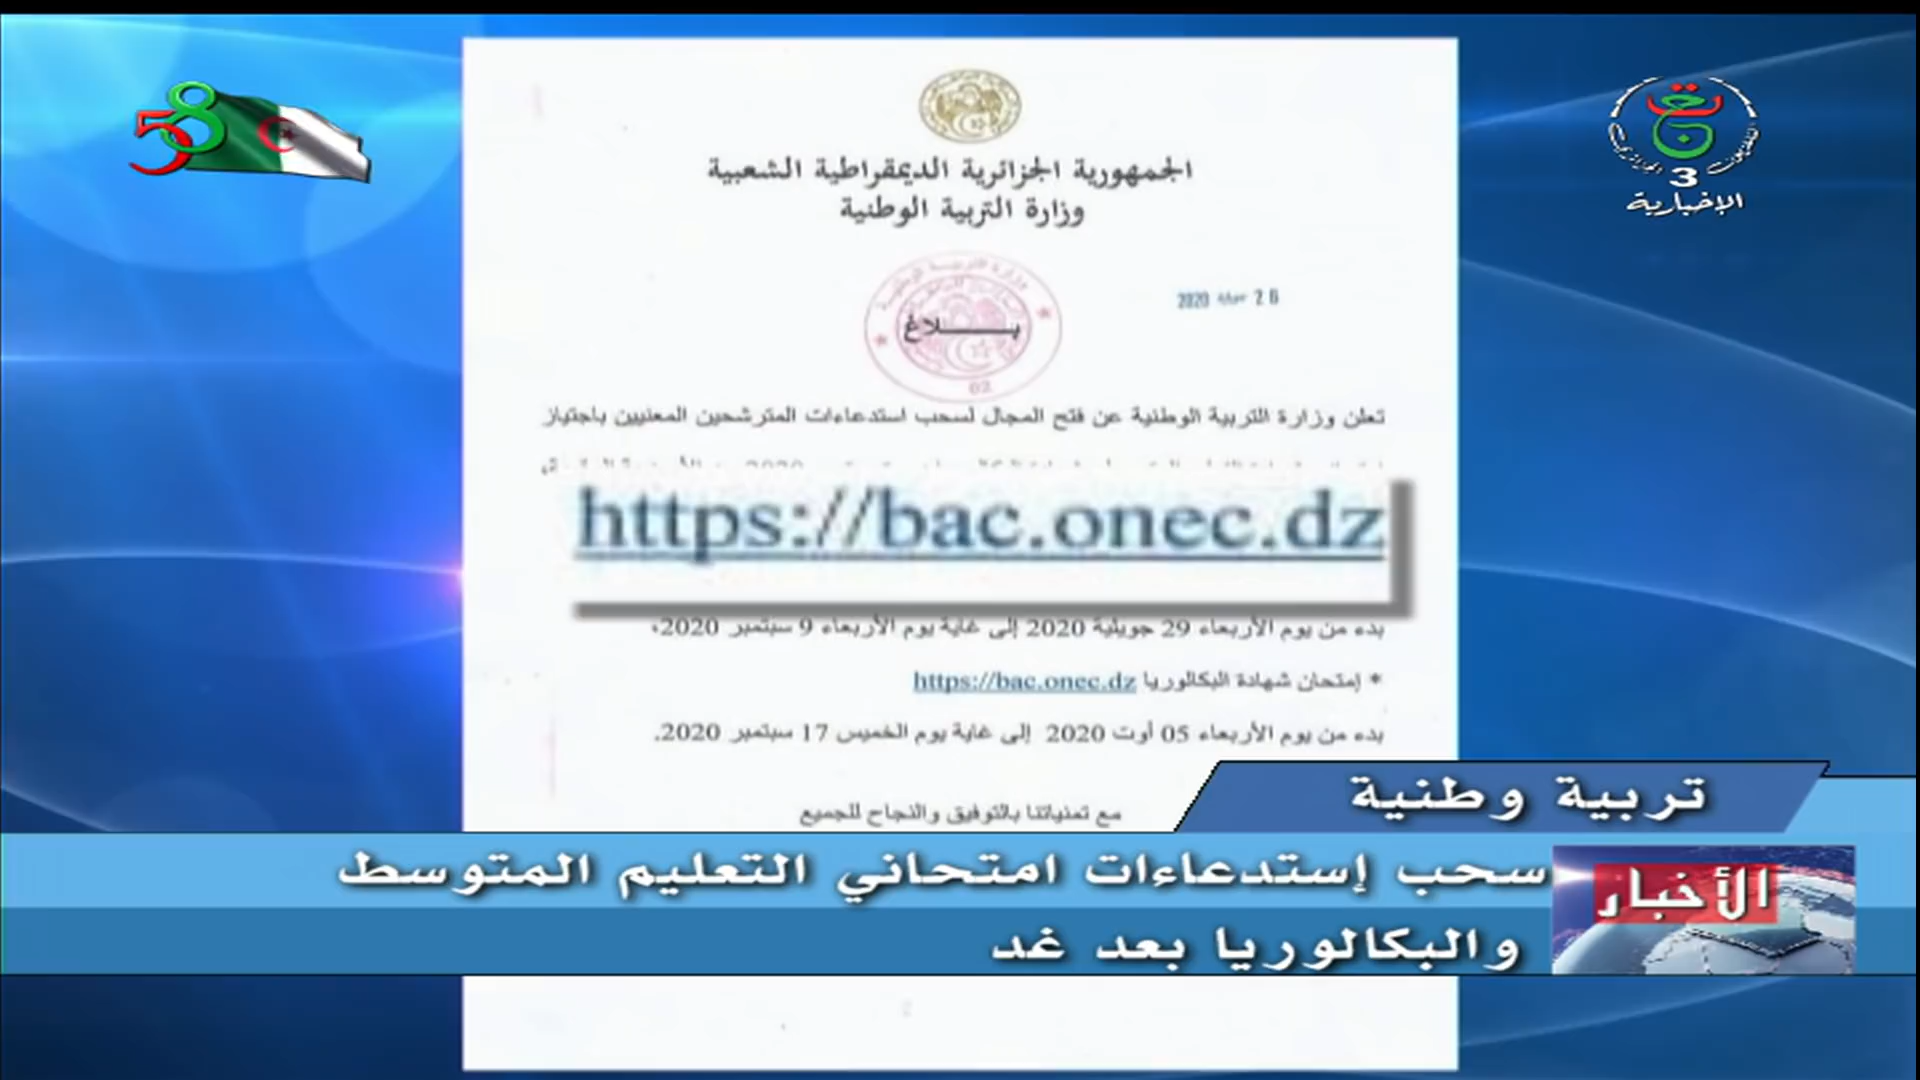 58
3
الإخبارية
الجمهورية الجزائرية الديمقراطية الشعبية
وزارة التربية الوطنية
2020 26
بـــــلاغ
02
تعلن وزارة التربية الوطنية عن فتح المجال لسحب استدعاءات المترشحين المعنيين باجتياز
https://bac.onec.dz
بدء من يوم الأربعاء 29 جويلية 2020 إلى غاية يوم الأربعاء 9 سبتمبر 2020،
* إمتحان شهادة البكالوريا https://bac.onec.dz
بدء من يوم الأربعاء 05 أوت 2020 إلى غاية يوم الخميس 17 سبتمبر 2020.
مع تمنياتنا بالتوفيق والنجاح للجميع
تربية وطنية
الأخبار
سحب إستدعاءات امتحاني التعليم المتوسط
والبكالوريا بعد غد